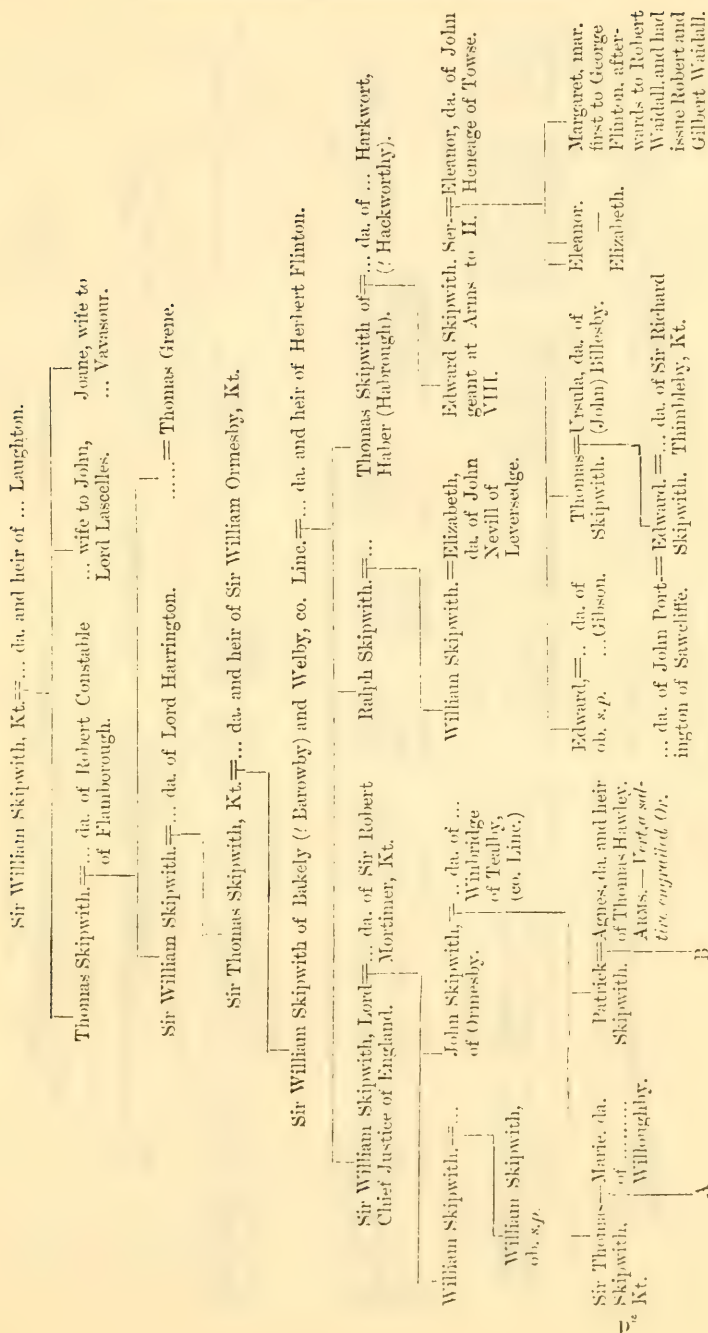 Sir William Skipwith, Kt.=... da. and heir of ... Laughton.
Thomas Skipwith.=... da. of Robert Constable
of Flamborough.
... wife to John,
Lord Lascelles.
Joane, wife to
... Vavasour.
Sir William Skipwith.=... da. of Lord Harrington.
......=Thomas Grene.
Sir Thomas Skipwith, Kt.=... da. and heir of Sir William Ormesby, Kt.
Sir William Skipwith of Bakely (? Barowby) and Welby, co. Linc.=... da. and heir of Herbert Flinton.
Sir William Skipwith, Lord=... da. of Sir Robert
Chief Justice of England. Mortimer, Kt.
Ralph Skipwith.=...
Thomas Skipwith of=... da. of ... Harkwort,
Haber (Habrough). (? Hackworthy).
William Skipwith.=...
John Skipwith,=... da. of ...
of Ormesby. Winbridge
of Tealby,
(co. Linc.)
William Skipwith.=Elizabeth,
da. of John
Nevill of
Leversedge.
Edward Skipwith. Ser-=Eleanor, da. of John
geant at Arms to H. Heneage of Towse.
VIII.
William Skipwith,
ob. s.p.
Sir Thomas=Marie, da.
Skipwith, of .........
Kt. Willoughby.
Patrick=Agnes, da. and heir
Skipwith. of Thomas Hawley.
ARMS.—Vert, a sal-
tire engrailed Or.
Edward,=... da. of
ob. s.p. ...Gibson.
Thomas=Ursula, da. of
Skipwith. (John) Billesby.
Eleanor.
—
Elizabeth.
Margaret, mar.
first to George
Flinton, after-
wards to Robert
Waidall, and had
issue Robert and
Gilbert Waidall.
... da. of John Port-=Edward.=... da. of Sir Richard
ington of Sawcliffe. Skipwith. Thimbleby, Kt.
A
B